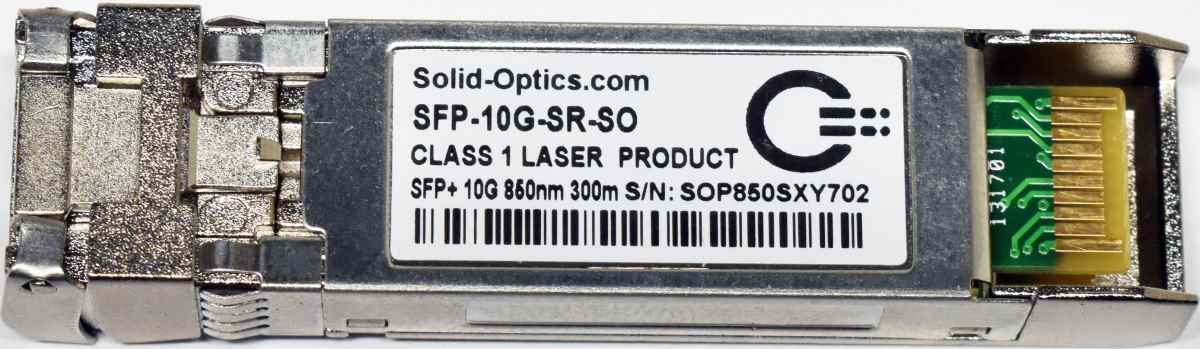 Solid-Optics.com
SFP-10G-SR-SO
CLASS 1 LASER PRODUCT
SFP+ 10G 850nm 300m S/N: SOP850SXY702
131701